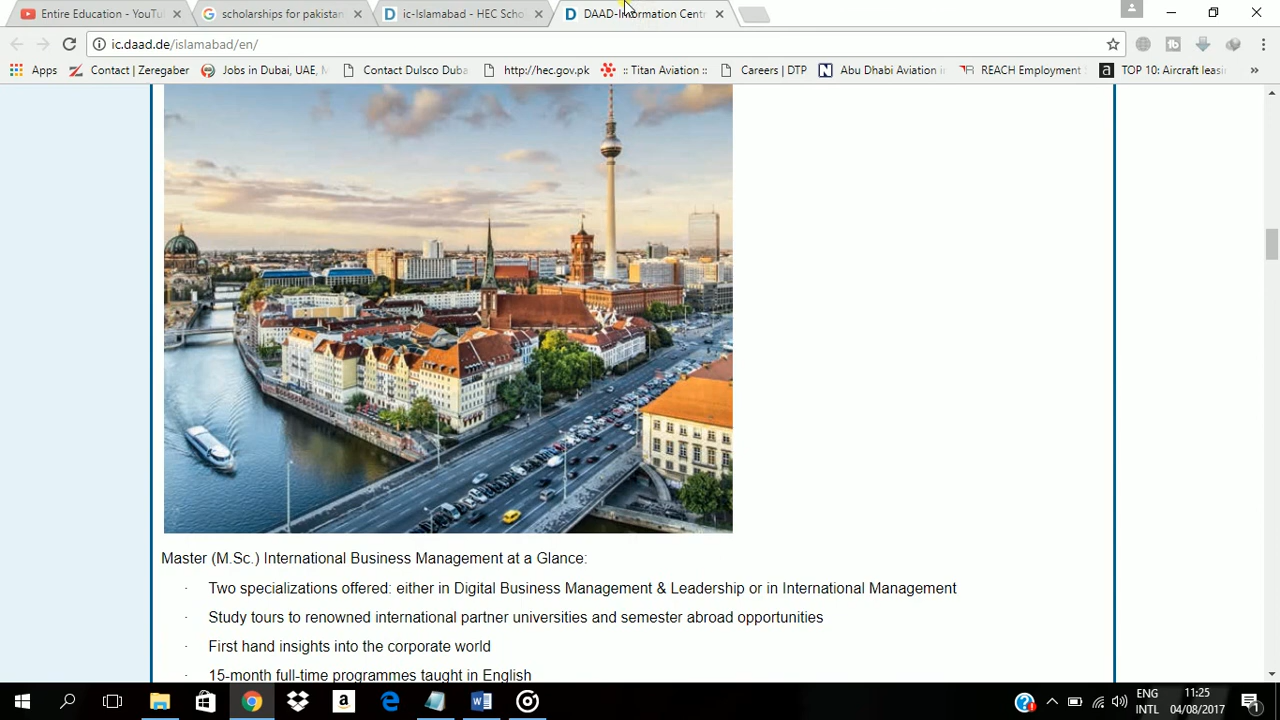 Entire Education - YouTu
scholarships for pakistan
ic-Islamabad - HEC Scho
DAAD-Information Centr
ic.daad.de/islamabad/en/
Apps
Contact | Zeregaber
Jobs in Dubai, UAE, M
Contact Dulsco Duba
http://hec.gov.pk
:: Titan Aviation ::
Careers | DTP
Abu Dhabi Aviation in
REACH Employment S
TOP 10: Aircraft leasi
»
Master (M.Sc.) International Business Management at a Glance:
· Two specializations offered: either in Digital Business Management & Leadership or in International Management
· Study tours to renowned international partner universities and semester abroad opportunities
· First hand insights into the corporate world
· 15-month full-time programmes taught in English
ENG
INTL
11:25
04/08/2017